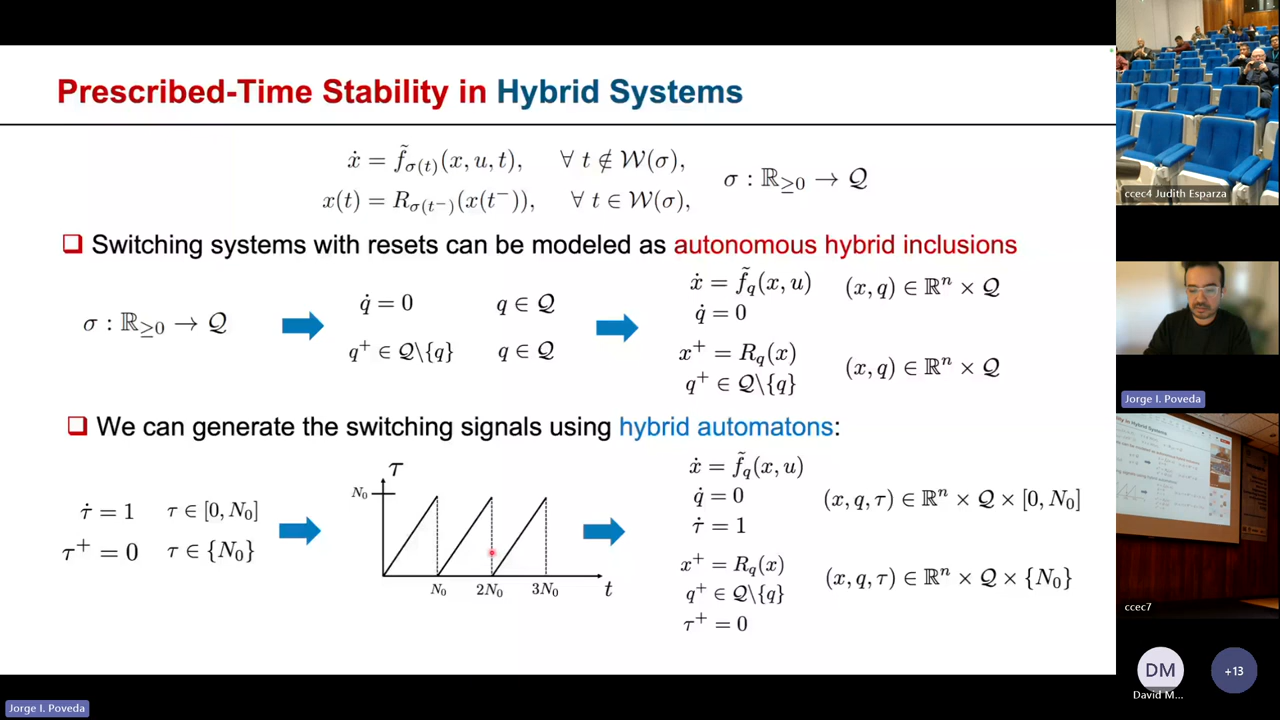 Prescribed-Time Stability in Hybrid Systems
ẋ = f̃_σ(t)(x, u, t), ∀ t ∉ 𝒲(σ),
x(t) = R_σ(t⁻)(x(t⁻)), ∀ t ∈ 𝒲(σ),
σ : ℝ≥0 → 𝒬
Switching systems with resets can be modeled as autonomous hybrid inclusions
σ : ℝ≥0 → 𝒬
q̇ = 0 q ∈ 𝒬
q⁺ ∈ 𝒬\{q} q ∈ 𝒬
ẋ = f̃_q(x, u) (x, q) ∈ ℝⁿ × 𝒬
q̇ = 0
x⁺ = R_q(x) (x, q) ∈ ℝⁿ × 𝒬
q⁺ ∈ 𝒬\{q}
We can generate the switching signals using hybrid automatons:
τ̇ = 1 τ ∈ [0, N₀]
τ⁺ = 0 τ ∈ {N₀}
τ
N₀
N₀ 2N₀ 3N₀ t
ẋ = f̃_q(x, u)
q̇ = 0 (x, q, τ) ∈ ℝⁿ × 𝒬 × [0, N₀]
τ̇ = 1
x⁺ = R_q(x)
q⁺ ∈ 𝒬\{q} (x, q, τ) ∈ ℝⁿ × 𝒬 × {N₀}
τ⁺ = 0
Jorge I. Poveda
ccec4 Judith Esparza
Jorge I. Poveda
ccec7
DM
David M...
+13